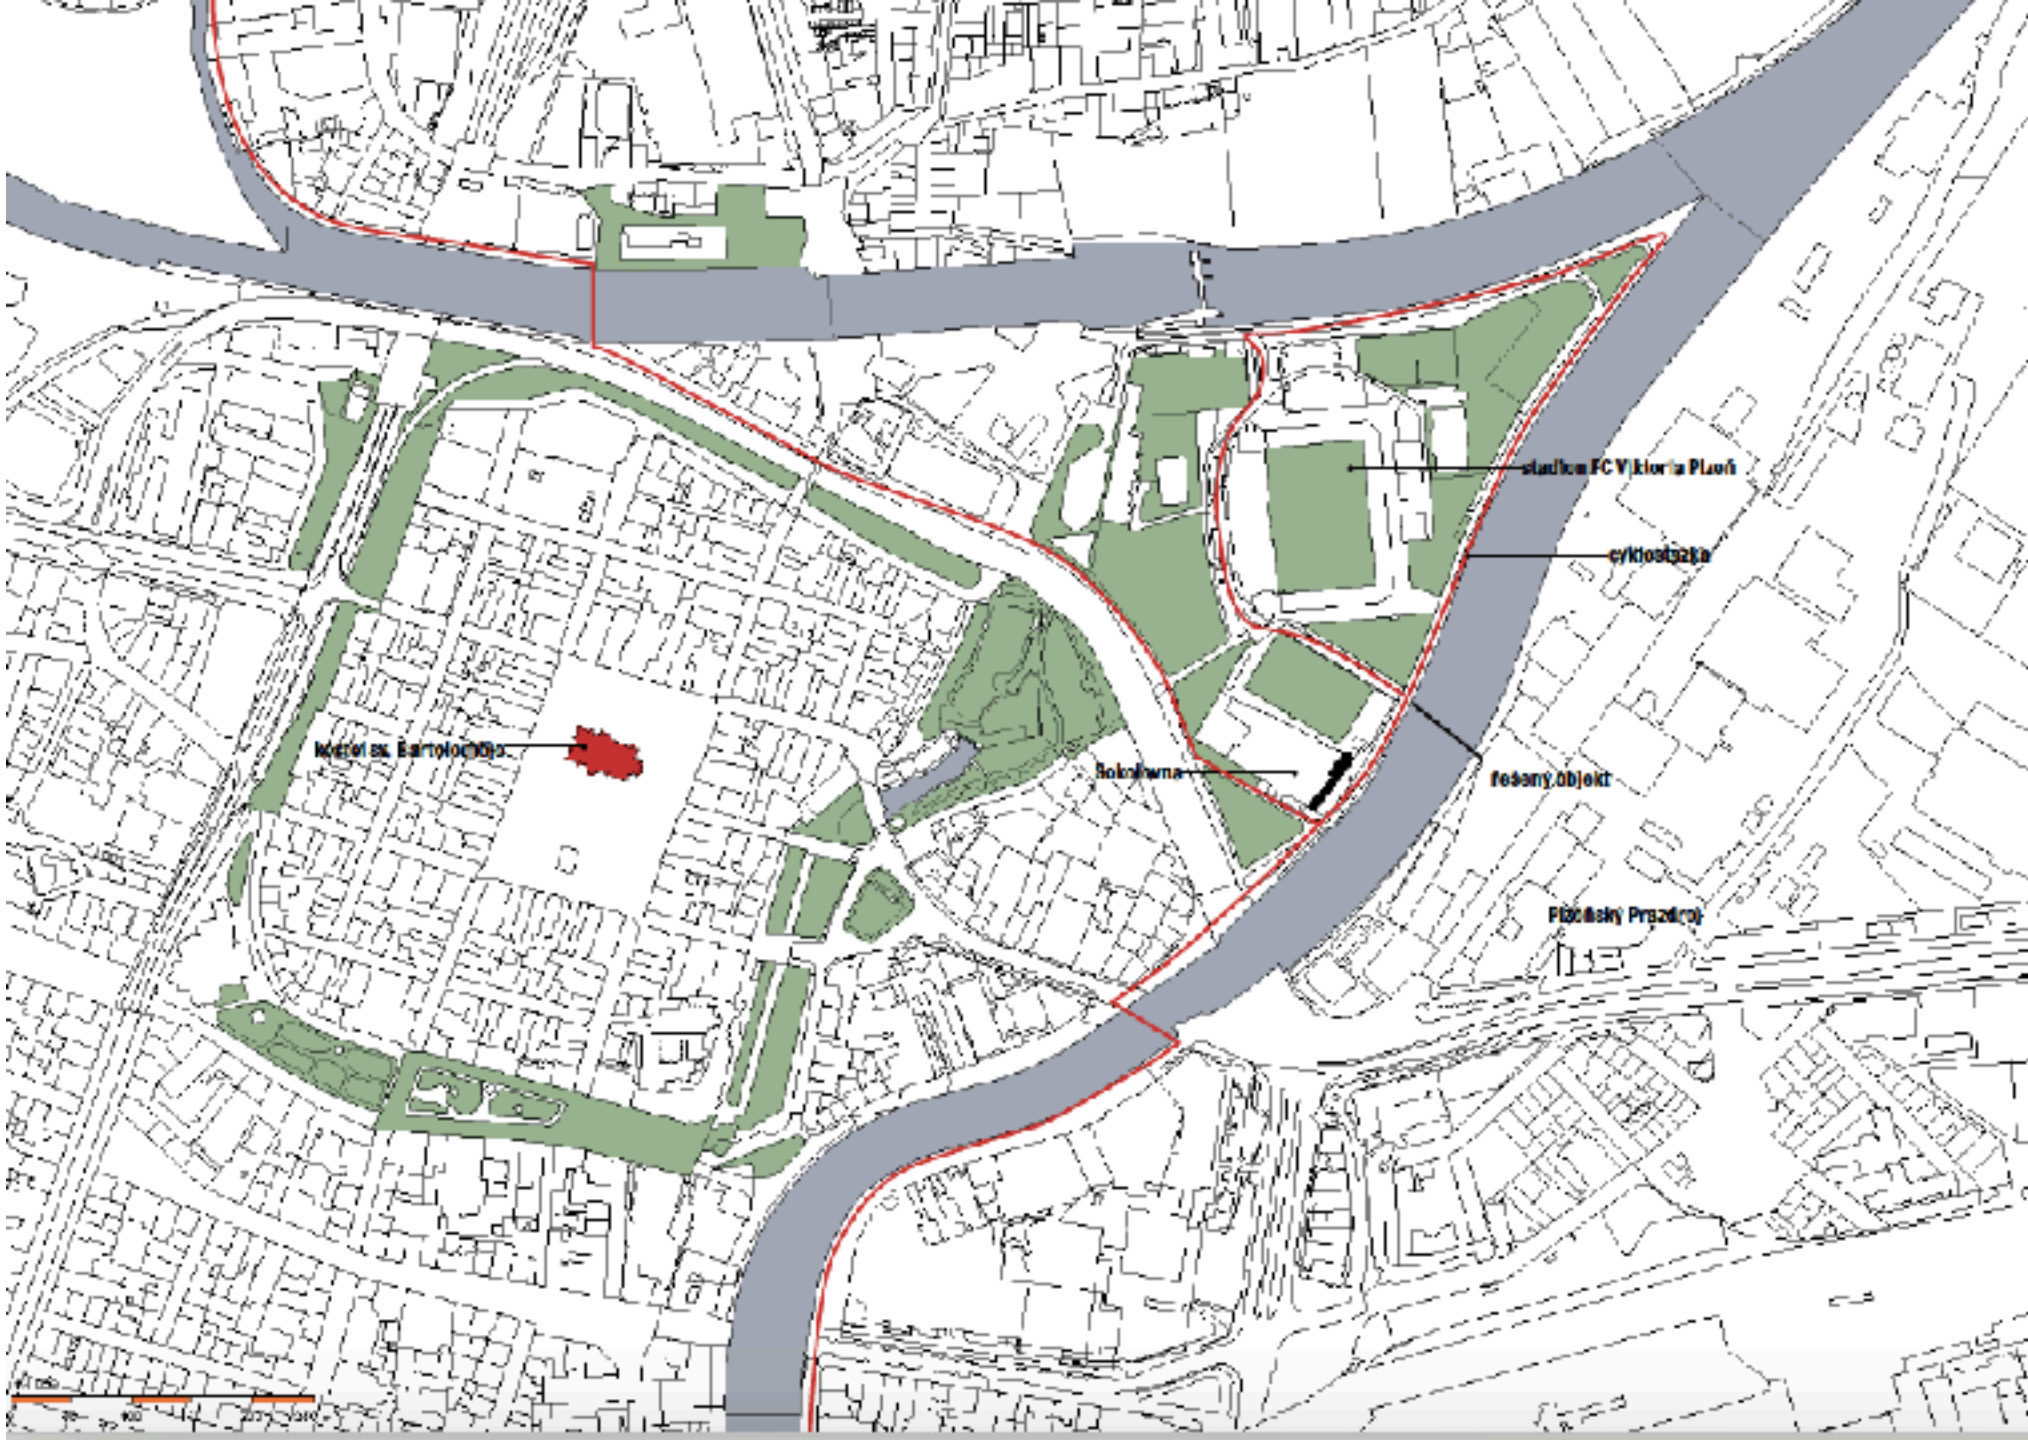 stadion FC Viktoria Plzeň
cyklostezka
kostel sv. Bartoloměje
Sokolovna
řešený objekt
Plzeňský Prazdroj